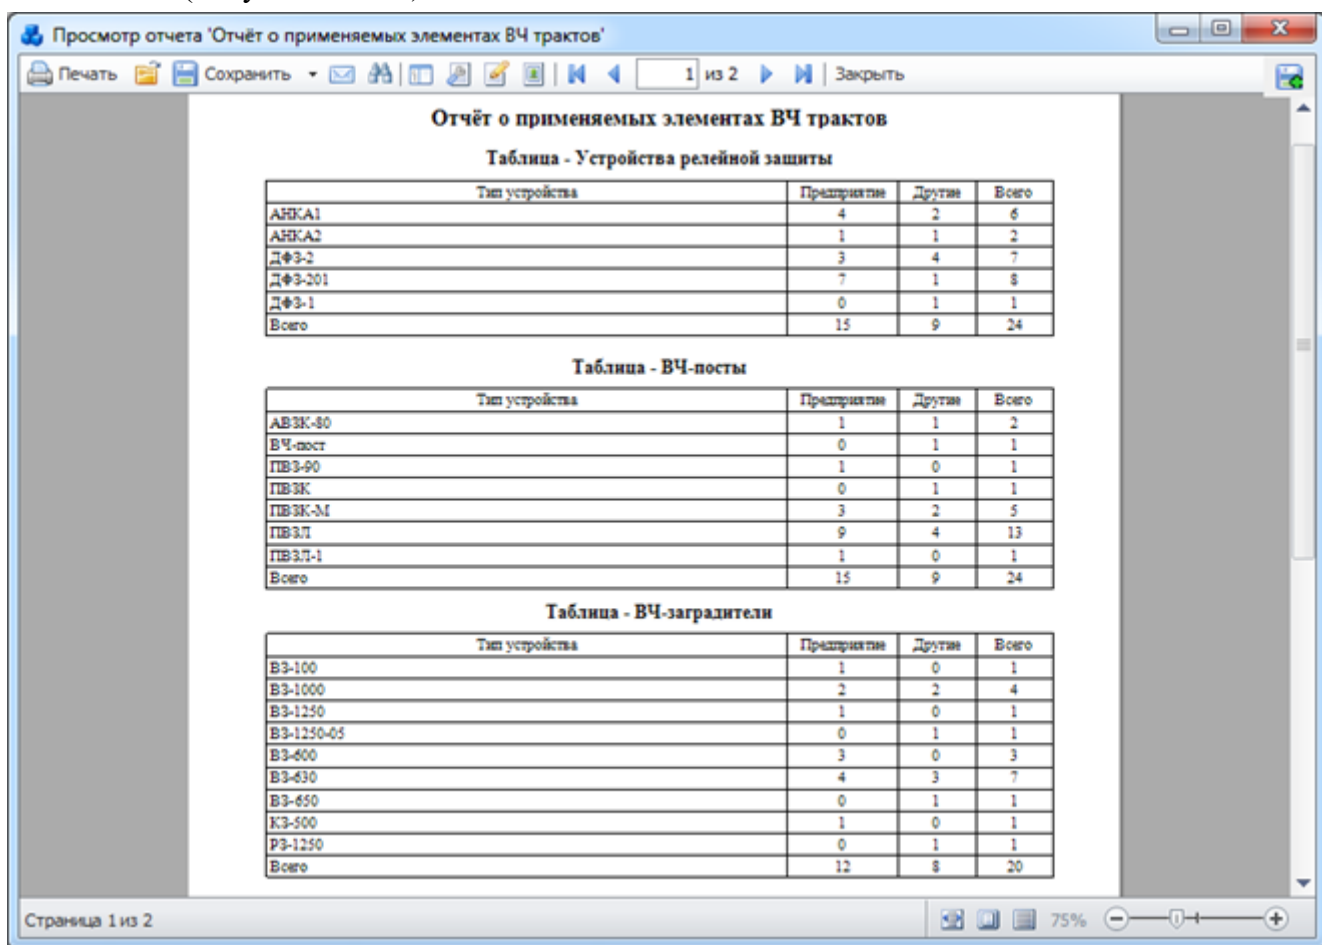 Просмотр отчета 'Отчёт о применяемых элементах ВЧ трактов'
Печать Сохранить 1 из 2 Закрыть
Отчёт о применяемых элементах ВЧ трактов
Таблица - Устройства релейной защиты
Тип устройства Предприятие Другие Всего
АНКА1 4 2 6
АНКА2 1 1 2
ДФЗ-2 3 4 7
ДФЗ-201 7 1 8
ДФЗ-1 0 1 1
Всего 15 9 24
Таблица - ВЧ-посты
Тип устройства Предприятие Другие Всего
АВЗК-80 1 1 2
ВЧ-пост 0 1 1
ПВЗ-90 1 0 1
ПВЗК 0 1 1
ПВЗК-М 3 2 5
ПВЗЛ 9 4 13
ПВЗЛ-1 1 0 1
Всего 15 9 24
Таблица - ВЧ-заградители
Тип устройства Предприятие Другие Всего
ВЗ-100 1 0 1
ВЗ-1000 2 2 4
ВЗ-1250 1 0 1
ВЗ-1250-05 0 1 1
ВЗ-600 3 0 3
ВЗ-630 4 3 7
ВЗ-650 0 1 1
КЗ-500 1 0 1
РЗ-1250 0 1 1
Всего 12 8 20
Страница 1 из 2 75%